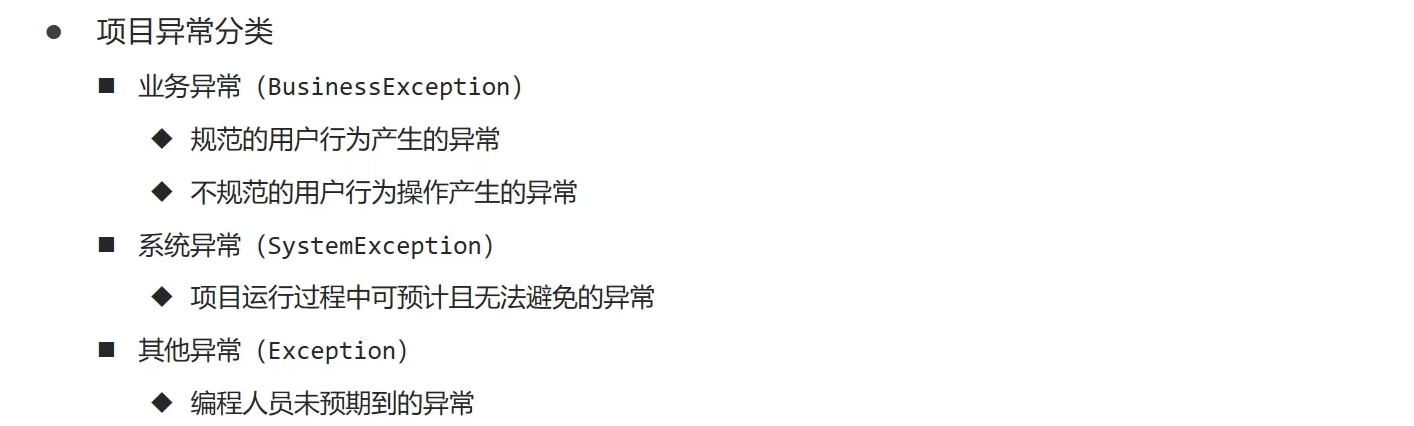 项目异常分类
业务异常（BusinessException）
规范的用户行为产生的异常
不规范的用户行为操作产生的异常
系统异常（SystemException）
项目运行过程中可预计且无法避免的异常
其他异常（Exception）
编程人员未预期到的异常